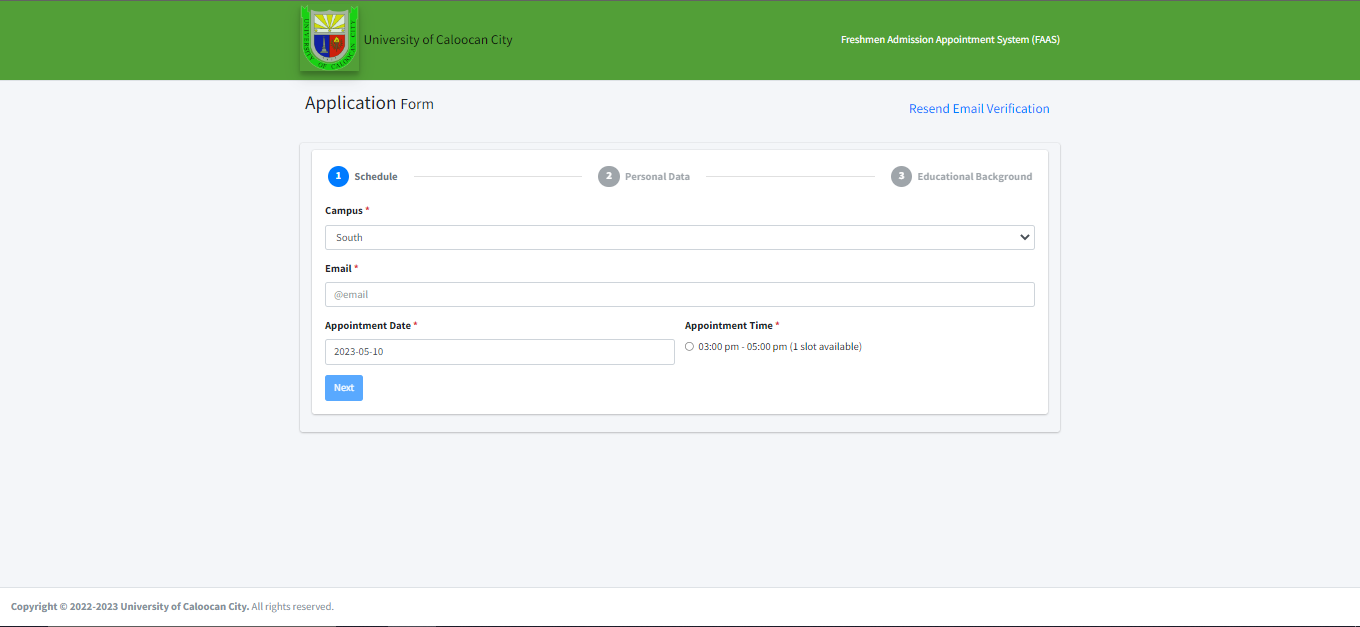 UNIVERSITY OF CALOOCAN CITY
University of Caloocan City
Freshmen Admission Appointment System (FAAS)
Application Form
Resend Email Verification
1 Schedule
2 Personal Data
3 Educational Background
Campus *
South
Email *
@email
Appointment Date *
Appointment Time *
2023-05-10
03:00 pm - 05:00 pm (1 slot available)
Next
Copyright © 2022-2023 University of Caloocan City. All rights reserved.